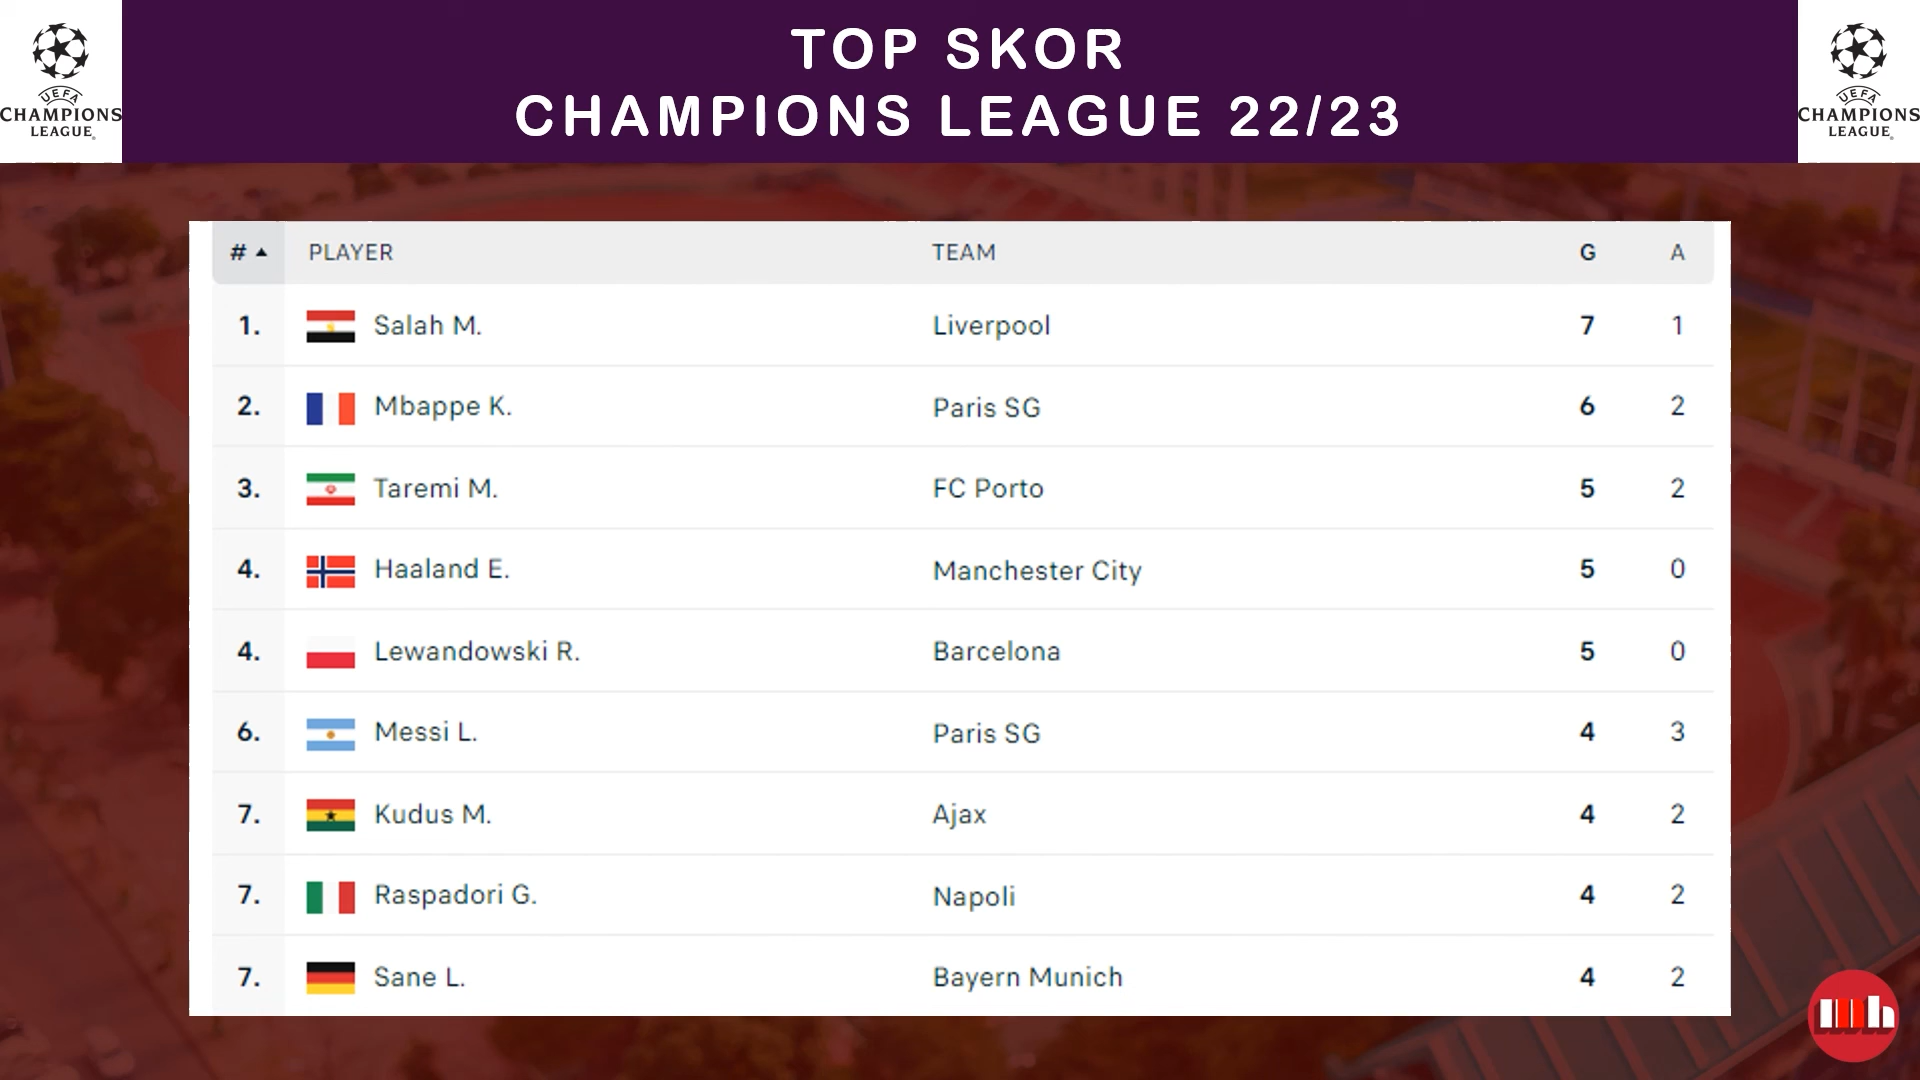 TOP SKOR
CHAMPIONS LEAGUE 22/23
UEFA
CHAMPIONS
LEAGUE
UEFA
CHAMPIONS
LEAGUE
# ▲ PLAYER TEAM G A
1. Salah M. Liverpool 7 1
2. Mbappe K. Paris SG 6 2
3. Taremi M. FC Porto 5 2
4. Haaland E. Manchester City 5 0
4. Lewandowski R. Barcelona 5 0
6. Messi L. Paris SG 4 3
7. Kudus M. Ajax 4 2
7. Raspadori G. Napoli 4 2
7. Sane L. Bayern Munich 4 2